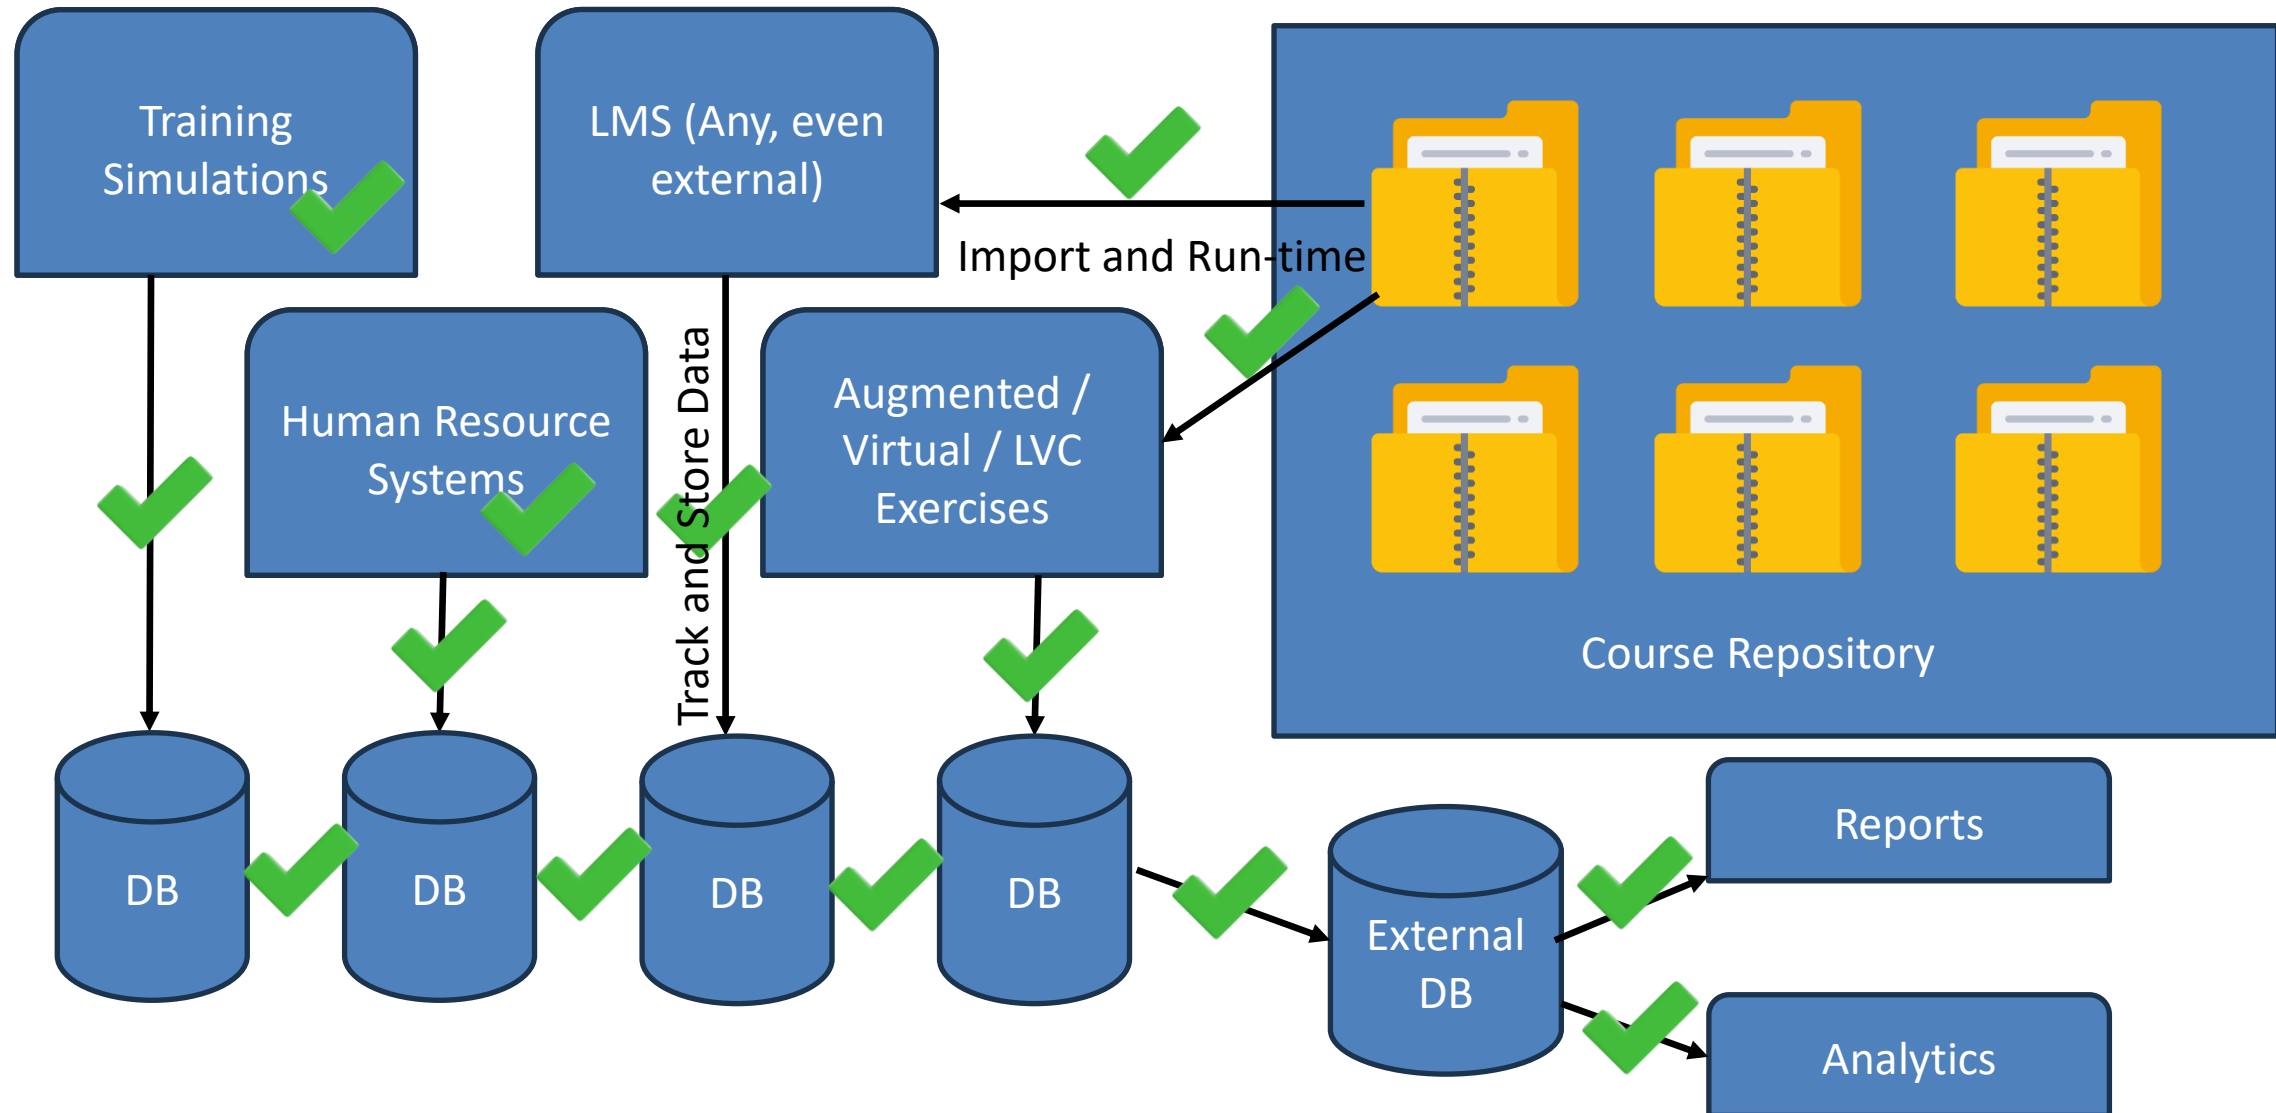 Training
Simulations
LMS (Any, even
external)
Import and Run-time
Human Resource
Systems
Track and Store Data
Augmented /
Virtual / LVC
Exercises
Course Repository
DB
DB
DB
DB
External
DB
Reports
Analytics